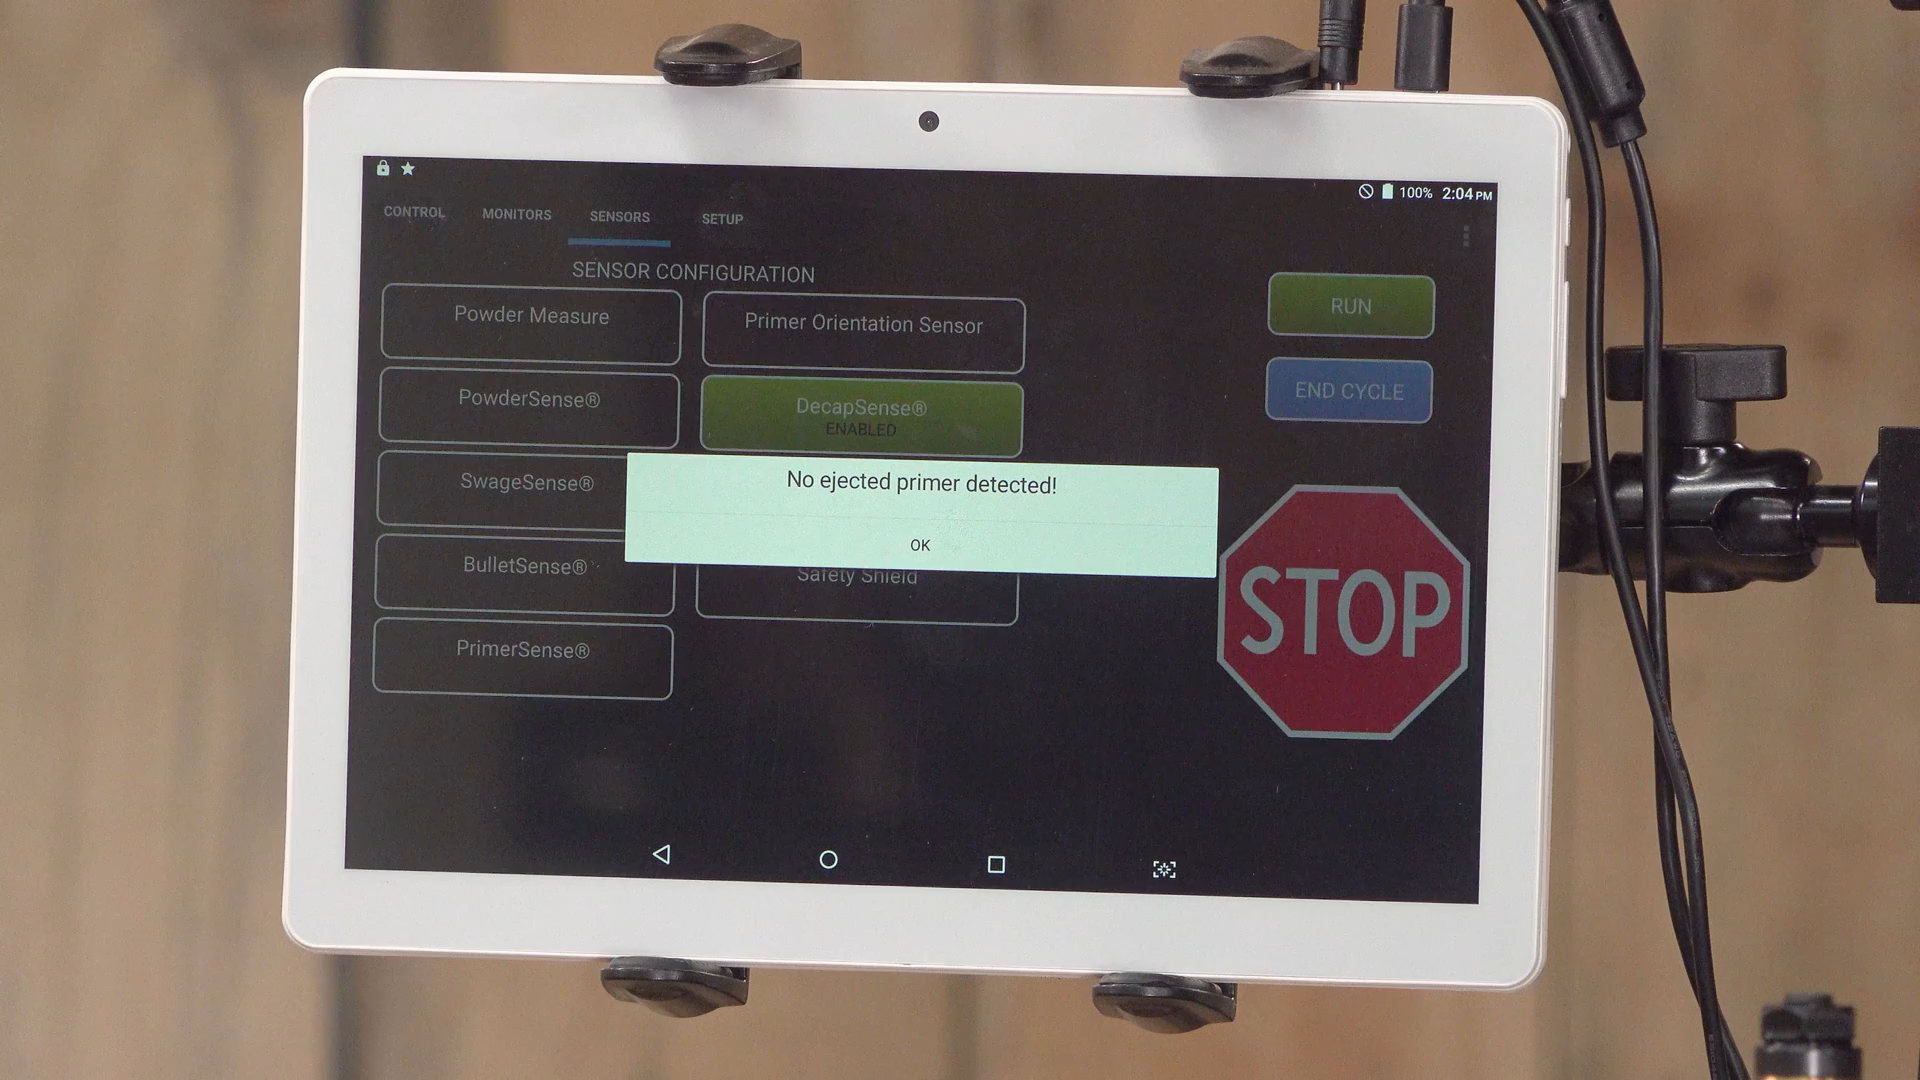 100% 2:04 PM
CONTROL MONITORS SENSORS SETUP
SENSOR CONFIGURATION
Powder Measure
Primer Orientation Sensor
RUN
PowderSense®
DecapSense®
ENABLED
END CYCLE
SwageSense®
No ejected primer detected!
OK
BulletSense®
Safety Shield
STOP
PrimerSense®